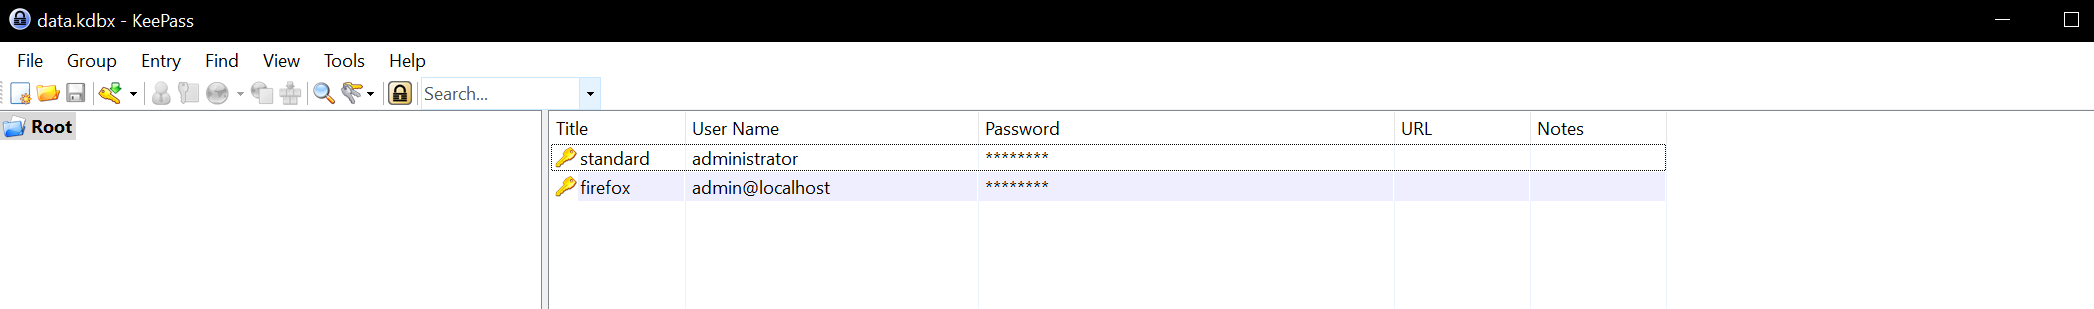 data.kdbx - KeePass
File Group Entry Find View Tools Help
Search...
Root
Title User Name Password URL Notes
standard administrator ********
firefox admin@localhost ********